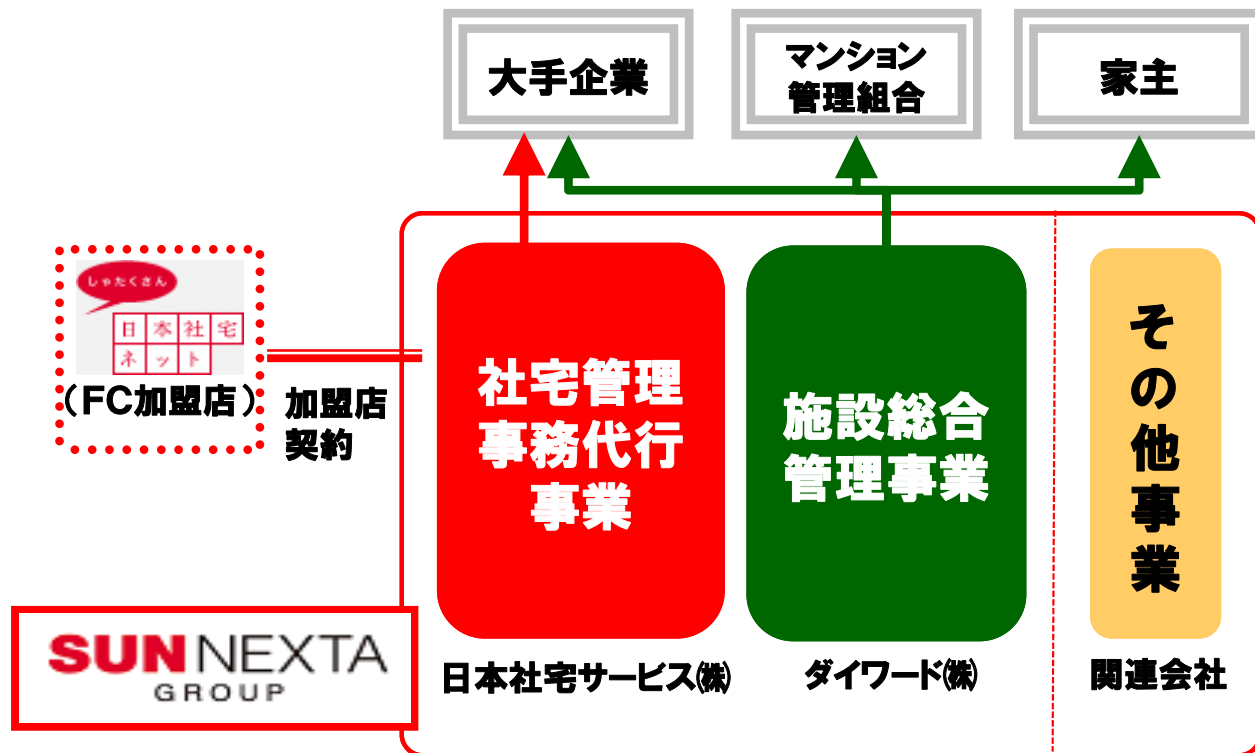 大手企業
マンション
管理組合
家主
しゃたくさん
日本社宅
ネット
(FC加盟店)
加盟店
契約
社宅管理
事務代行
事業
施設総合
管理事業
その他事業
SUN NEXTA
GROUP
日本社宅サービス㈱
ダイワード㈱
関連会社